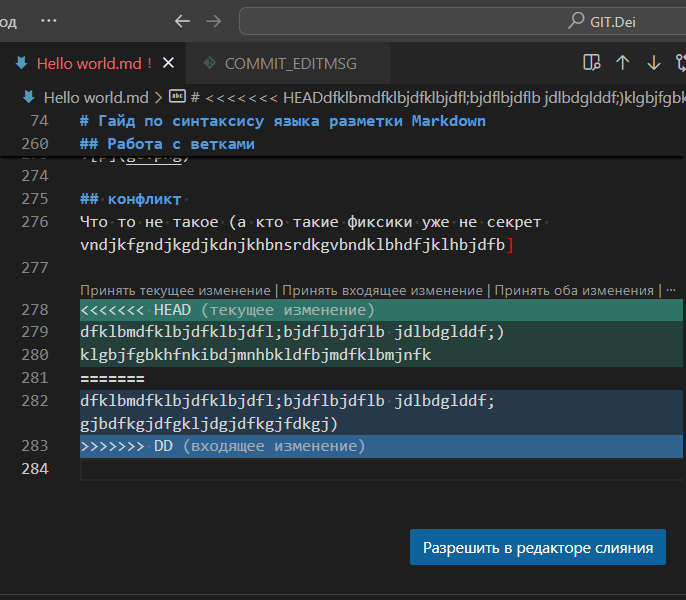 од ··· ← → GIT.Dei
Hello world.md ! × COMMIT_EDITMSG
Hello world.md > # <<<<<<< HEADdfklbmdfklbjdfklbjdfl;bjdflbjdflb jdlbdglddf;)klgbjfgbk
74 # Гайд по синтаксису языка разметки Markdown
260 ## Работа с ветками
274
275 ## конфликт
276 Что то не такое (а кто такие фиксики уже не секрет
vndjkfgndjkgdjkdnjkhbnsrdkgvbndklbhdfjklhbjdfb]
277
Принять текущее изменение | Принять входящее изменение | Принять оба изменения | ···
278 <<<<<<< HEAD (текущее изменение)
279 dfklbmdfklbjdfklbjdfl;bjdflbjdflb jdlbdglddf;)
280 klgbjfgbkhfnkibdjmnhbkldfbjmdfklbmjnfk
281 =======
282 dfklbmdfklbjdfklbjdfl;bjdflbjdflb jdlbdglddf;
gjbdfkgjdfgkljdgjdfkgjfdkgj)
283 >>>>>>> DD (входящее изменение)
284
Разрешить в редакторе слияния